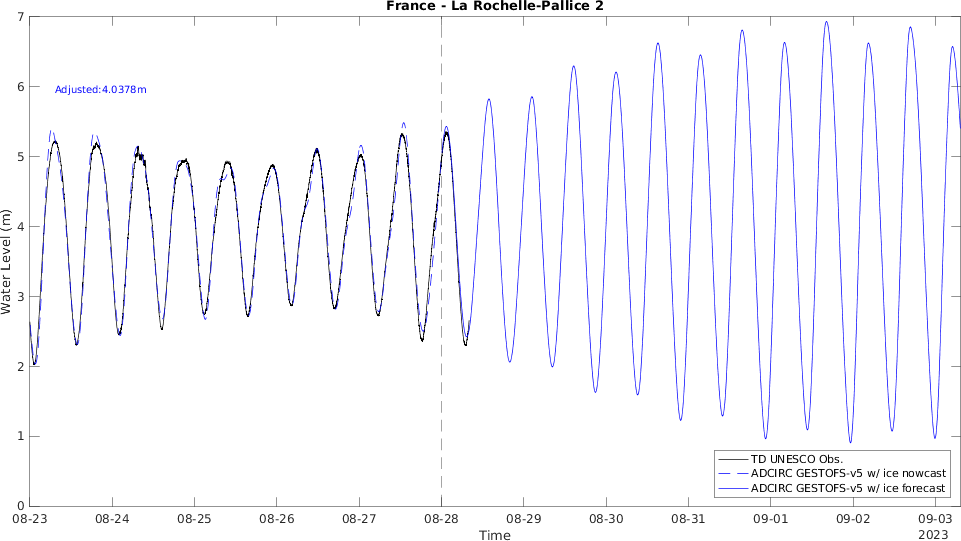 France - La Rochelle-Pallice 2
7
6
5
4
3
2
1
0
Water Level (m)
Adjusted:4.0378m
TD UNESCO Obs.
ADCIRC GESTOFS-v5 w/ ice nowcast
ADCIRC GESTOFS-v5 w/ ice forecast
08-23 08-24 08-25 08-26 08-27 08-28 08-29 08-30 08-31 09-01 09-02 09-03
2023
Time